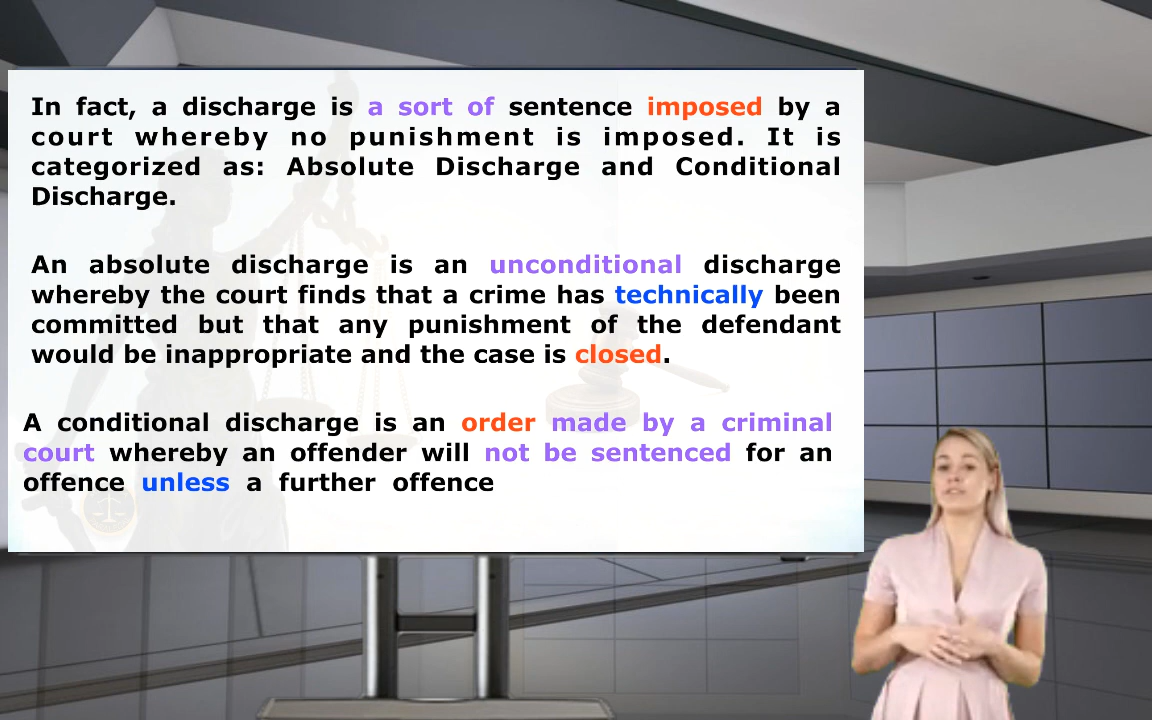 In fact, a discharge is a sort of sentence imposed by a
court whereby no punishment is imposed. It is
categorized as: Absolute Discharge and Conditional
Discharge.
An absolute discharge is an unconditional discharge
whereby the court finds that a crime has technically been
committed but that any punishment of the defendant
would be inappropriate and the case is closed.
A conditional discharge is an order made by a criminal
court whereby an offender will not be sentenced for an
offence unless a further offence